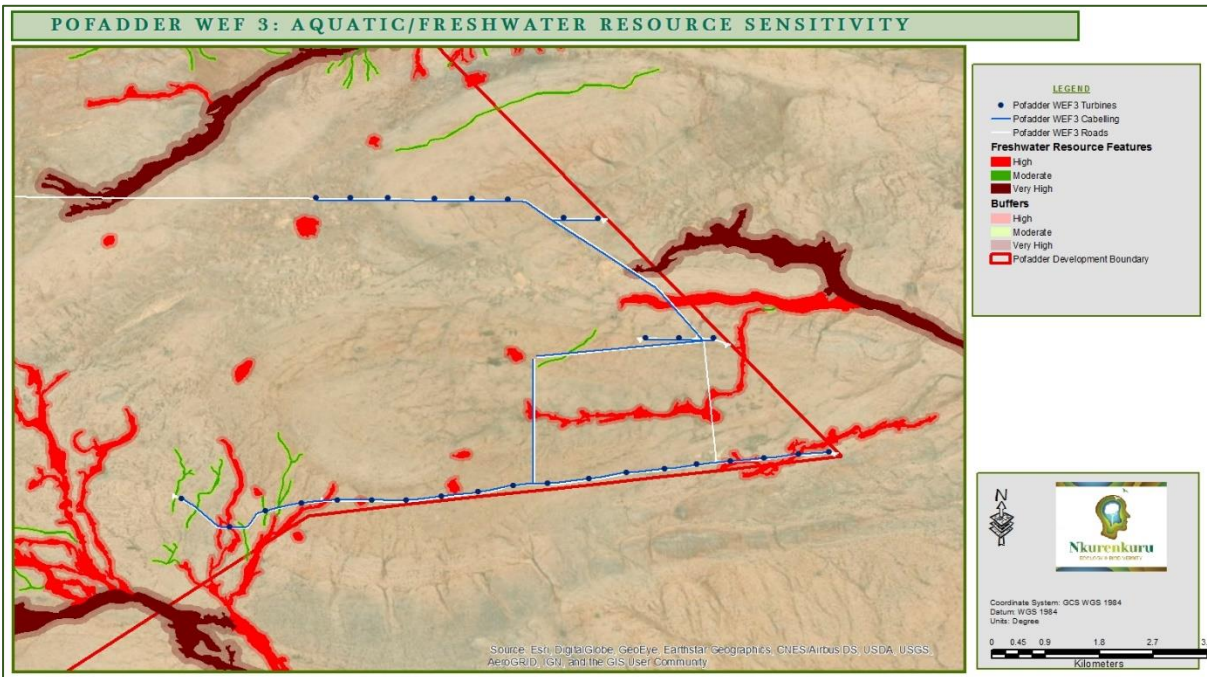 POFADDER WEF 3: AQUATIC/FRESHWATER RESOURCE SENSITIVITY
LEGEND
Pofadder WEF3 Turbines
Pofadder WEF3 Cabelling
Pofadder WEF3 Roads
Freshwater Resource Features
High
Moderate
Very High
Buffers
High
Moderate
Very High
Pofadder Development Boundary
N
Nkurenkuru
Coordinate System: GCS WGS 1984
Datum: WGS 1984
Units: Degree
0 0.45 0.9 1.8 2.7 3.
Kilometers
Source: Esri, DigitalGlobe, GeoEye, Earthstar Geographics, CNES/Airbus DS, USDA, USGS,
AeroGRID, IGN, and the GIS User Community